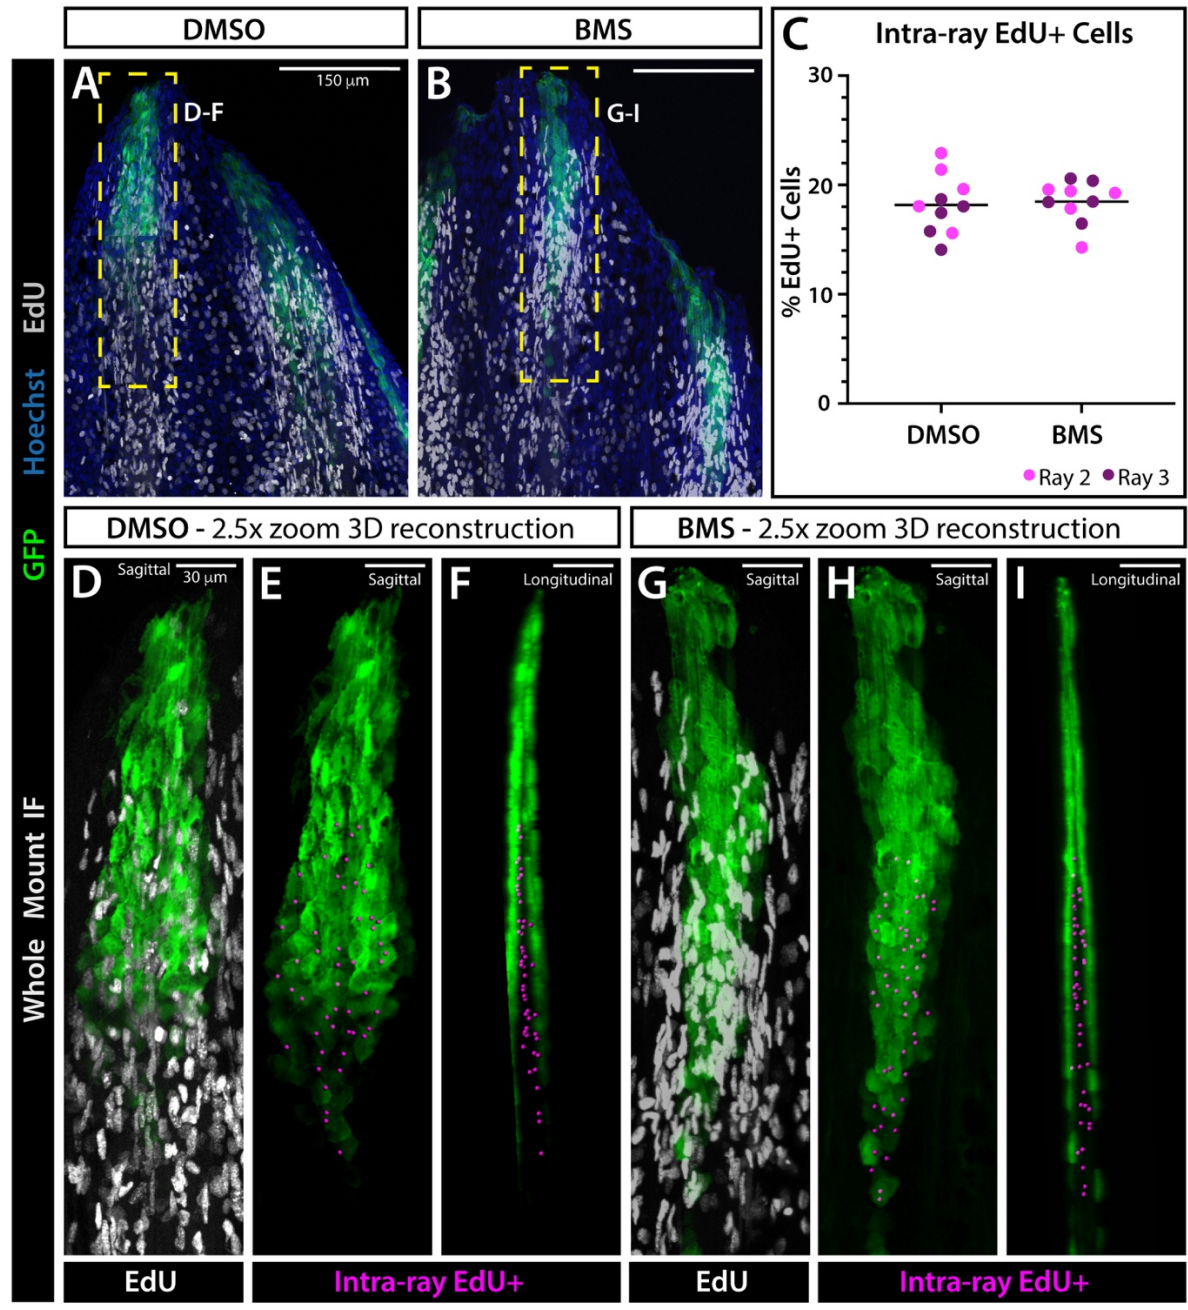 DMSO
BMS
A
150 μm
D-F
B
G-I
C
Intra-ray EdU+ Cells
% EdU+ Cells
30
20
10
0
DMSO
BMS
Ray 2
Ray 3
Whole Mount IF GFP Hoechst EdU
DMSO - 2.5x zoom 3D reconstruction
BMS - 2.5x zoom 3D reconstruction
D
Sagittal
30 μm
E
Sagittal
F
Longitudinal
G
Sagittal
H
Sagittal
I
Longitudinal
EdU
Intra-ray EdU+
EdU
Intra-ray EdU+